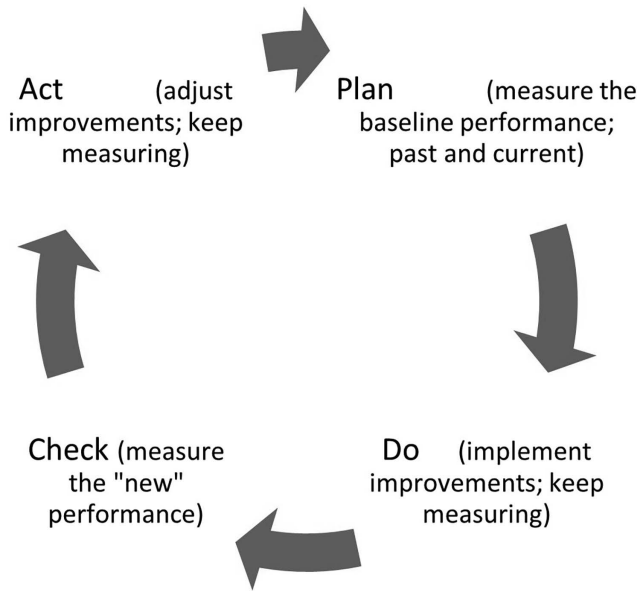 Act (adjust
improvements; keep
measuring)
Plan (measure the
baseline performance;
past and current)
Do (implement
improvements; keep
measuring)
Check (measure
the "new"
performance)